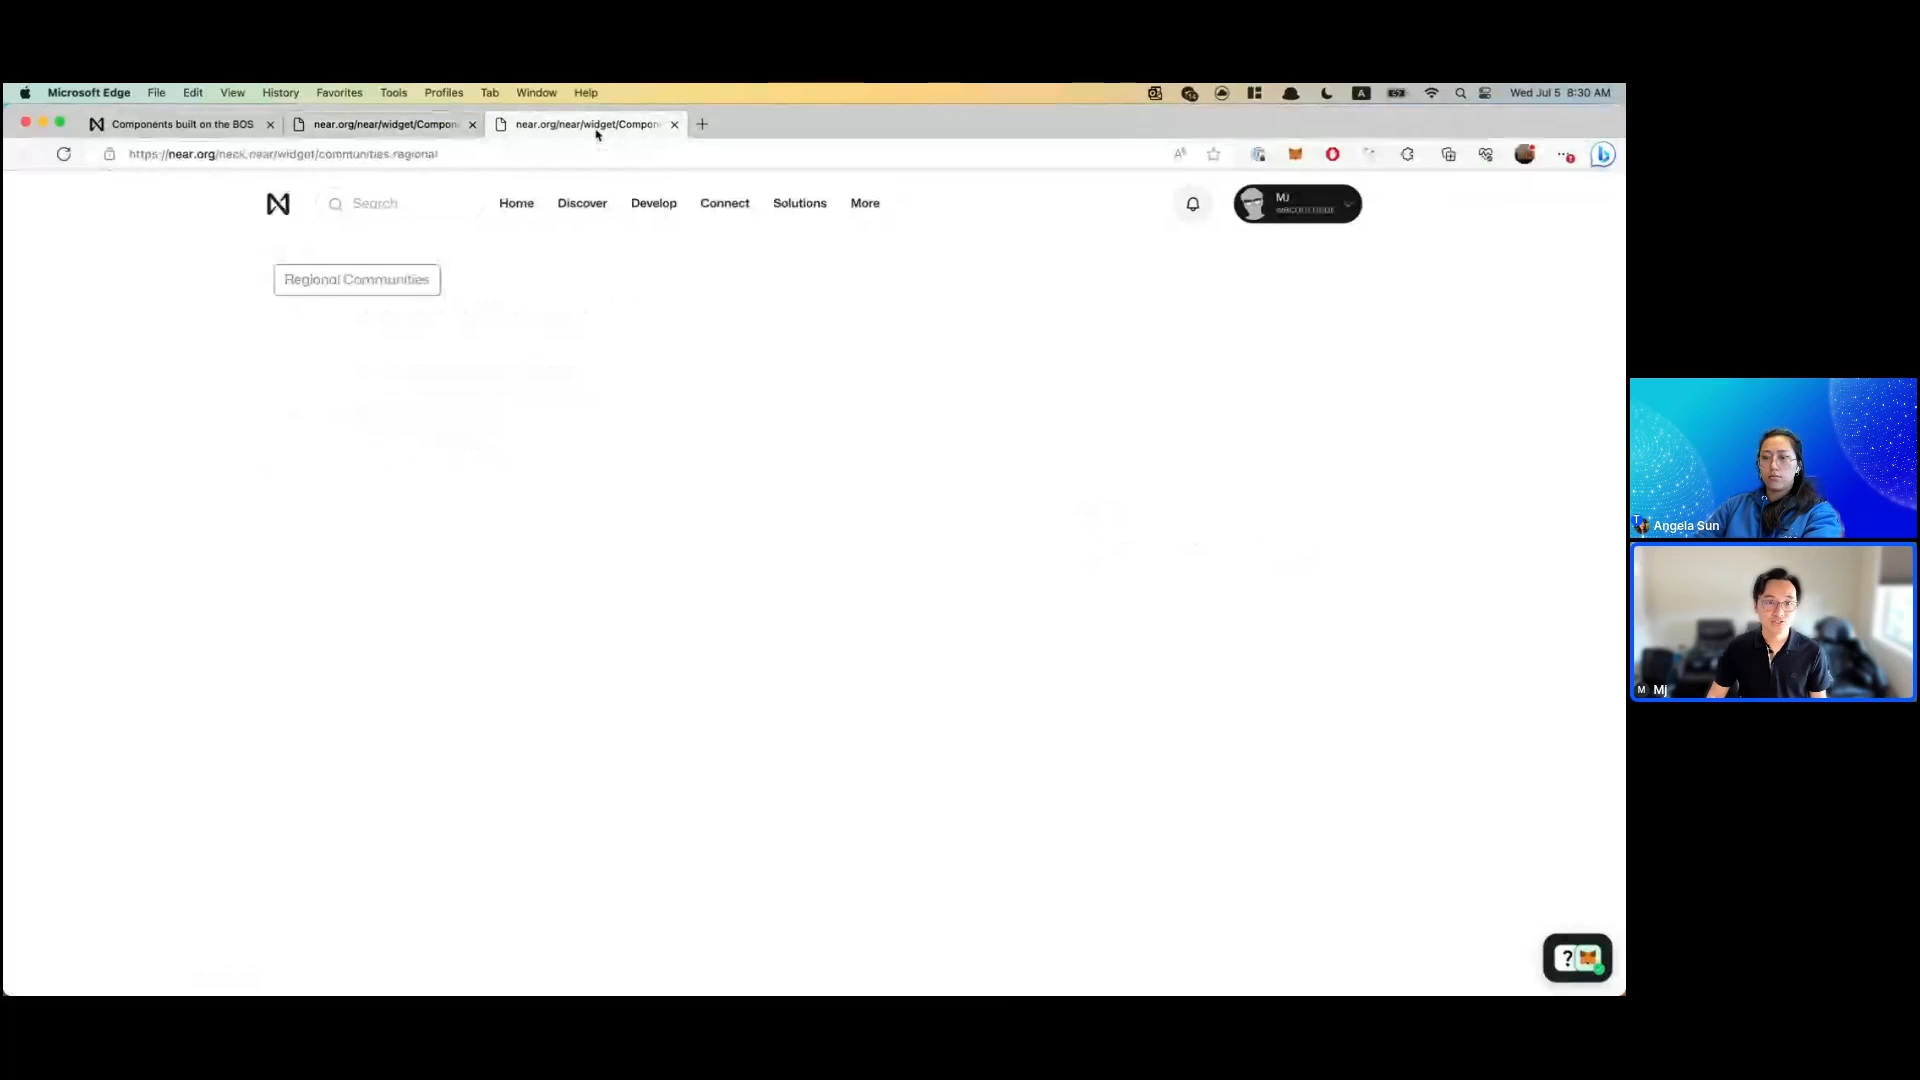 Microsoft Edge File Edit View History Favorites Tools Profiles Tab Window Help
A
Wed Jul 5 8:30 AM
Components built on the BOS
near.org/near/widget/Compon
near.org/near/widget/Compon
https://near.org/neck.near/widget/communities.regional
Search
Home
Discover
Develop
Connect
Solutions
More
MJ
Regional Communities
?
Angela Sun
M Mj